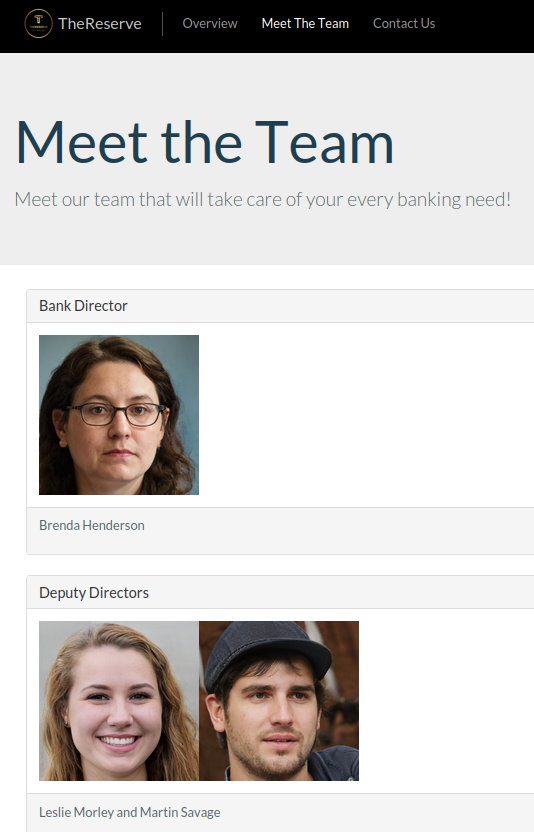 TheReserve
Overview
Meet The Team
Contact Us
Meet the Team
Meet our team that will take care of your every banking need!
Bank Director
Brenda Henderson
Deputy Directors
Leslie Morley and Martin Savage